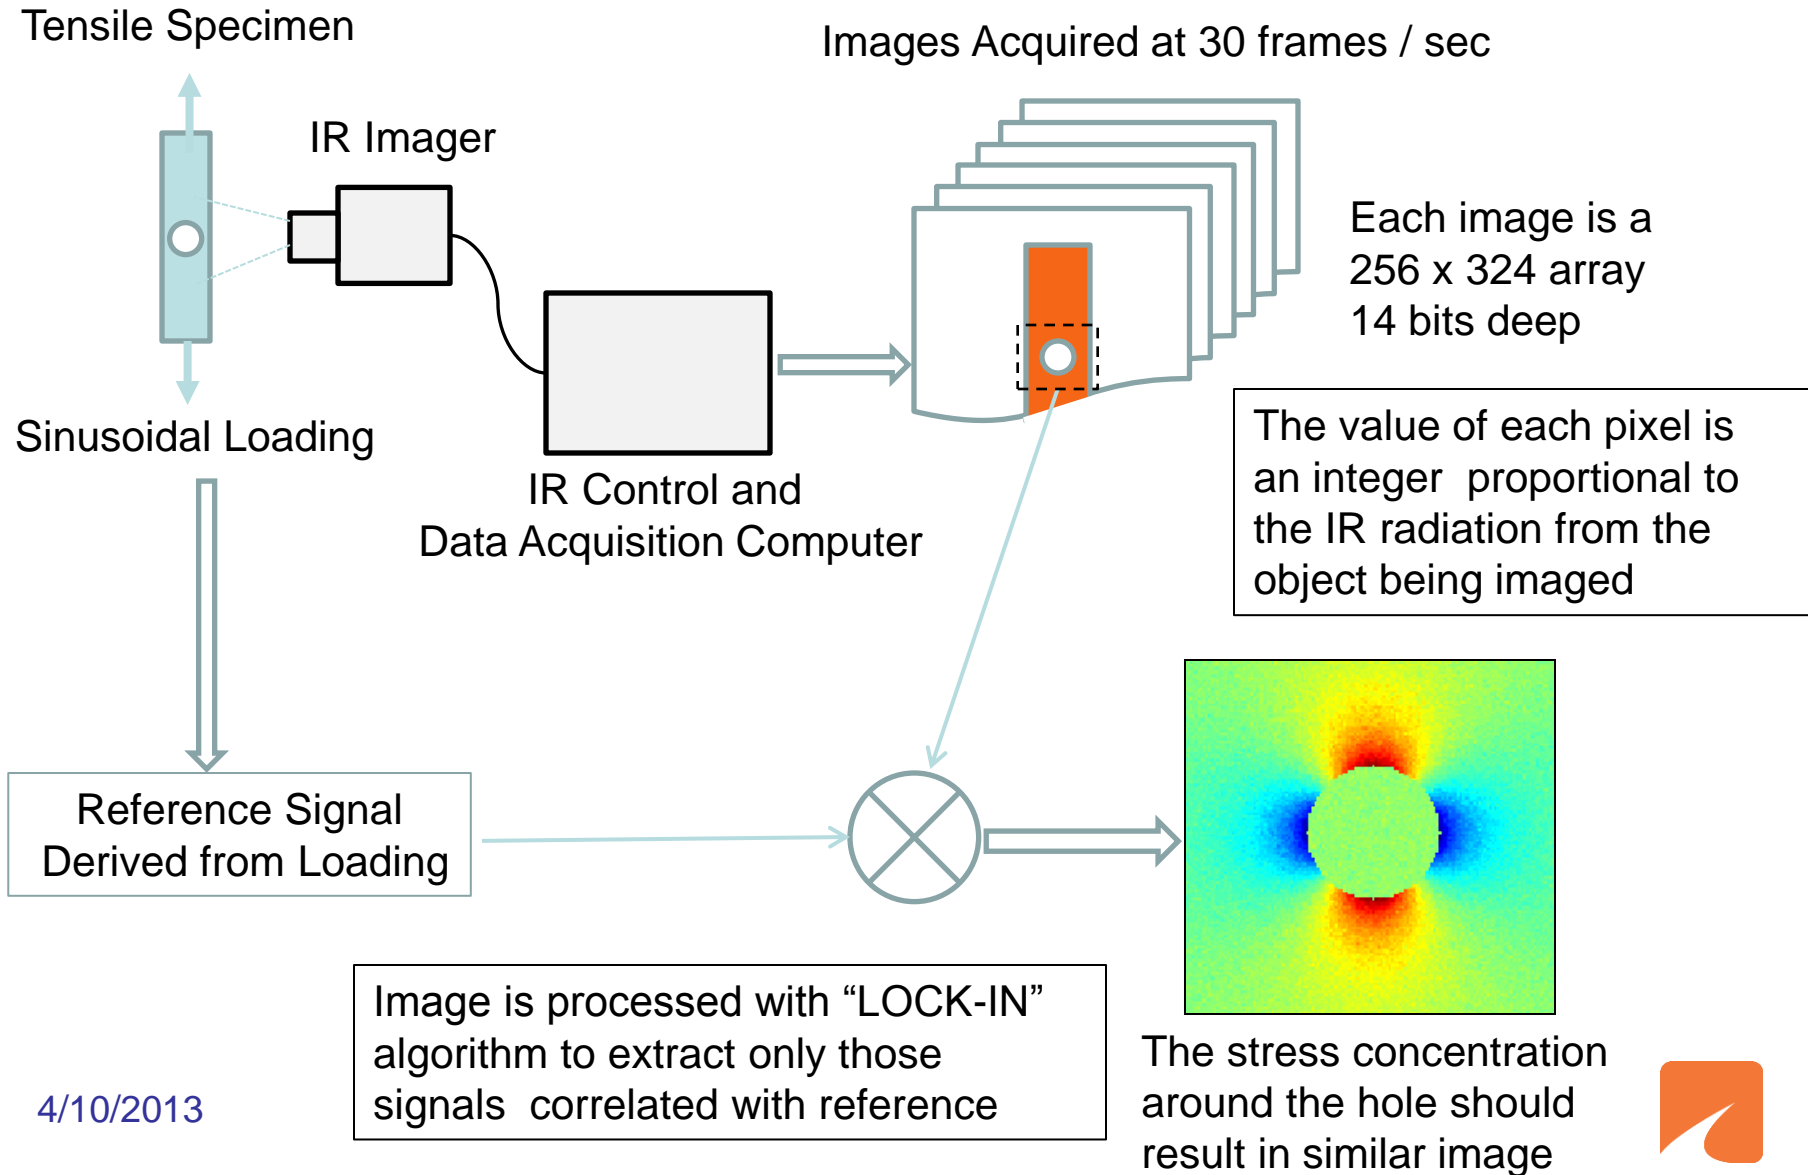 Tensile Specimen
Images Acquired at 30 frames / sec
IR Imager
Each image is a
256 x 324 array
14 bits deep
Sinusoidal Loading
IR Control and
Data Acquisition Computer
The value of each pixel is
an integer  proportional to
the IR radiation from the
object being imaged
Reference Signal
Derived from Loading
Image is processed with “LOCK-IN”
algorithm to extract only those
signals  correlated with reference
The stress concentration
around the hole should
result in similar image
4/10/2013